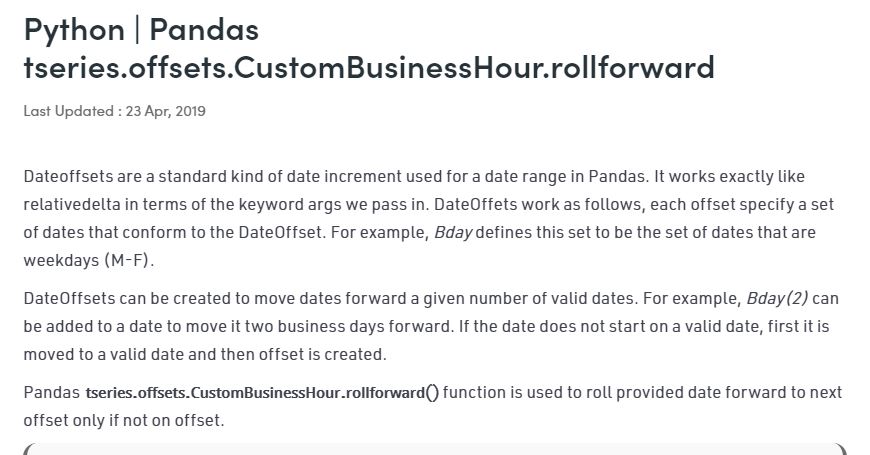 Python | Pandas
tseries.offsets.CustomBusinessHour.rollforward
Last Updated : 23 Apr, 2019
Dateoffsets are a standard kind of date increment used for a date range in Pandas. It works exactly like
relativedelta in terms of the keyword args we pass in. DateOffets work as follows, each offset specify a set
of dates that conform to the DateOffset. For example, Bday defines this set to be the set of dates that are
weekdays (M-F).
DateOffsets can be created to move dates forward a given number of valid dates. For example, Bday(2) can
be added to a date to move it two business days forward. If the date does not start on a valid date, first it is
moved to a valid date and then offset is created.
Pandas tseries.offsets.CustomBusinessHour.rollforward() function is used to roll provided date forward to next
offset only if not on offset.